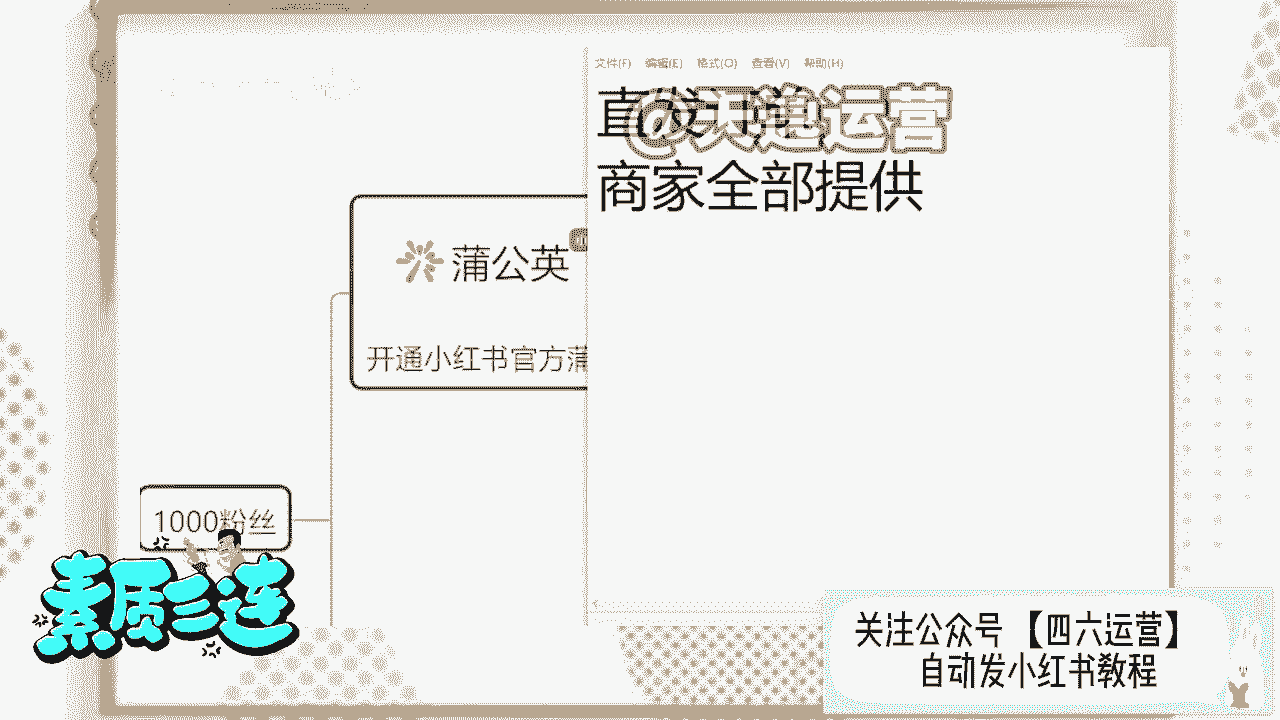 文件(F) 编辑(E) 格式(O) 查看(V) 帮助(H)
@天道运营
商家全部提供
蒲公英
开通小红书官方蒲
1000粉丝
素质三连
关注公众号【四六运营】
自动发小红书教程